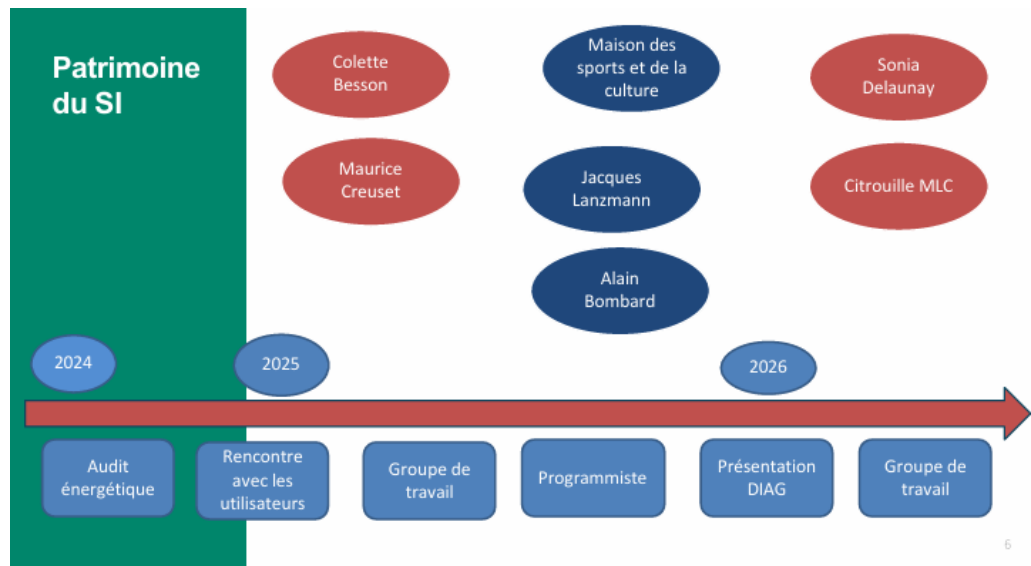 Patrimoine
du SI
Colette
Besson
Maison des
sports et de la
culture
Sonia
Delaunay
Maurice
Creuset
Jacques
Lanzmann
Citrouille MLC
Alain
Bombard
2024
2025
2026
Audit
énergétique
Rencontre
avec les
utilisateurs
Groupe de
travail
Programmiste
Présentation
DIAG
Groupe de
travail
6